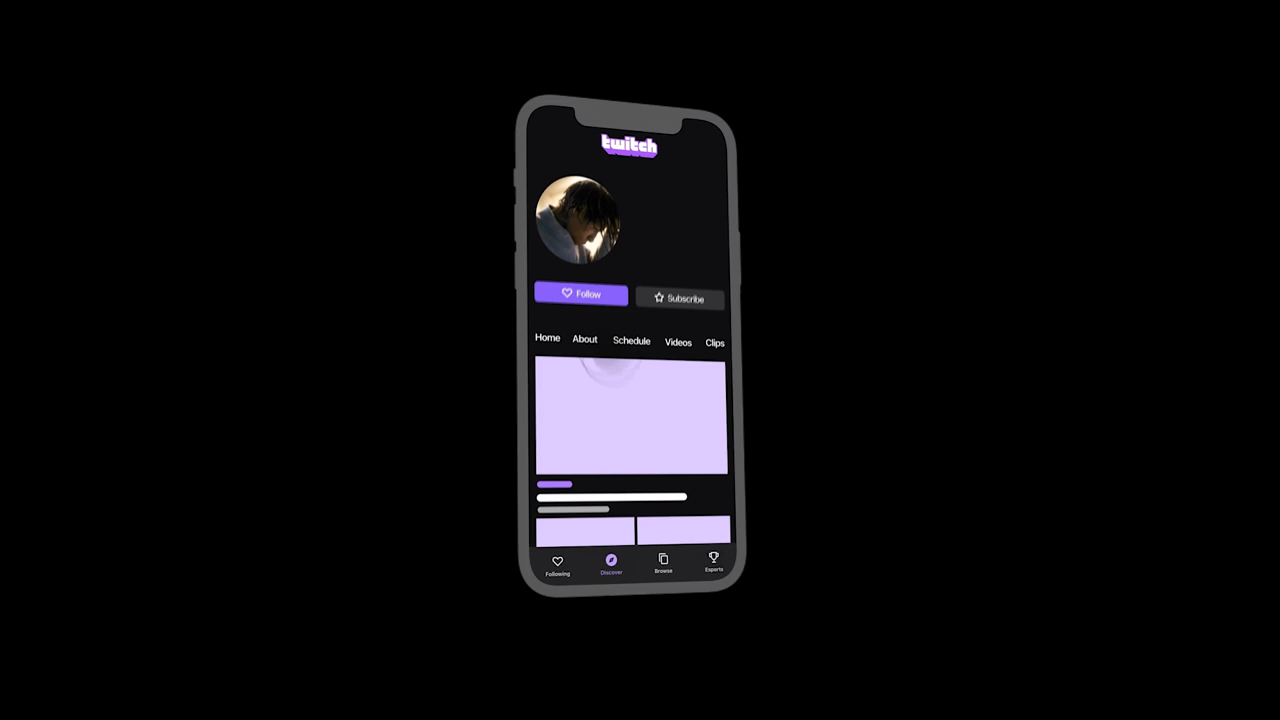 twitch
Follow Subscribe
Home About Schedule Videos Clips
Following Discover Browse Esports